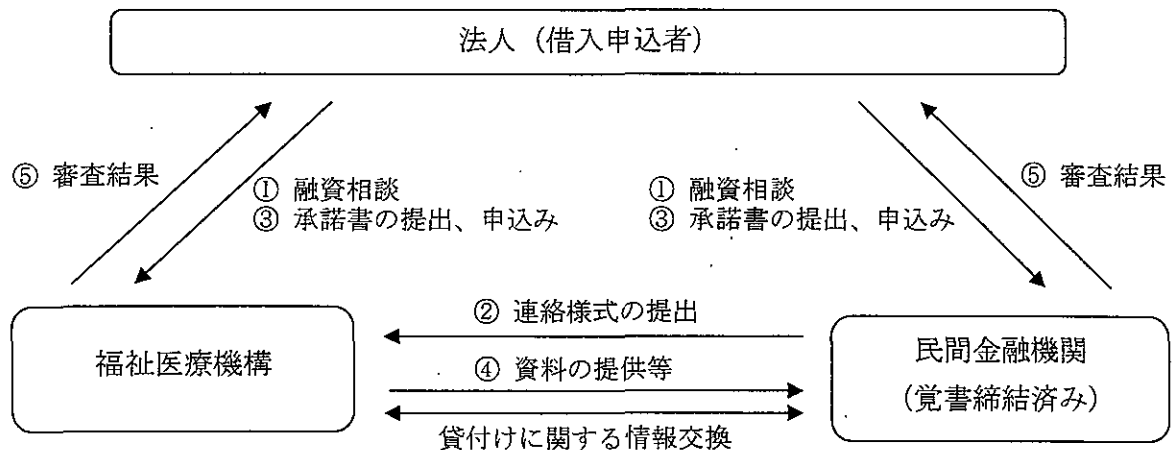 法人（借入申込者）
⑤ 審査結果
① 融資相談
③ 承諾書の提出、申込み
① 融資相談
③ 承諾書の提出、申込み
⑤ 審査結果
福祉医療機構
② 連絡様式の提出
④ 資料の提供等
貸付けに関する情報交換
民間金融機関
（覚書締結済み）